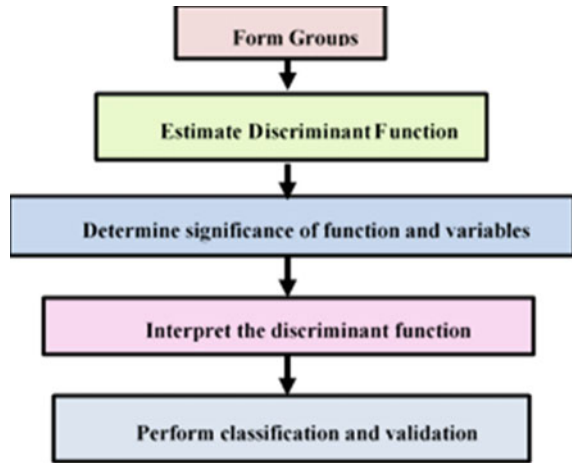 Form Groups
Estimate Discriminant Function
Determine significance of function and variables
Interpret the discriminant function
Perform classification and validation